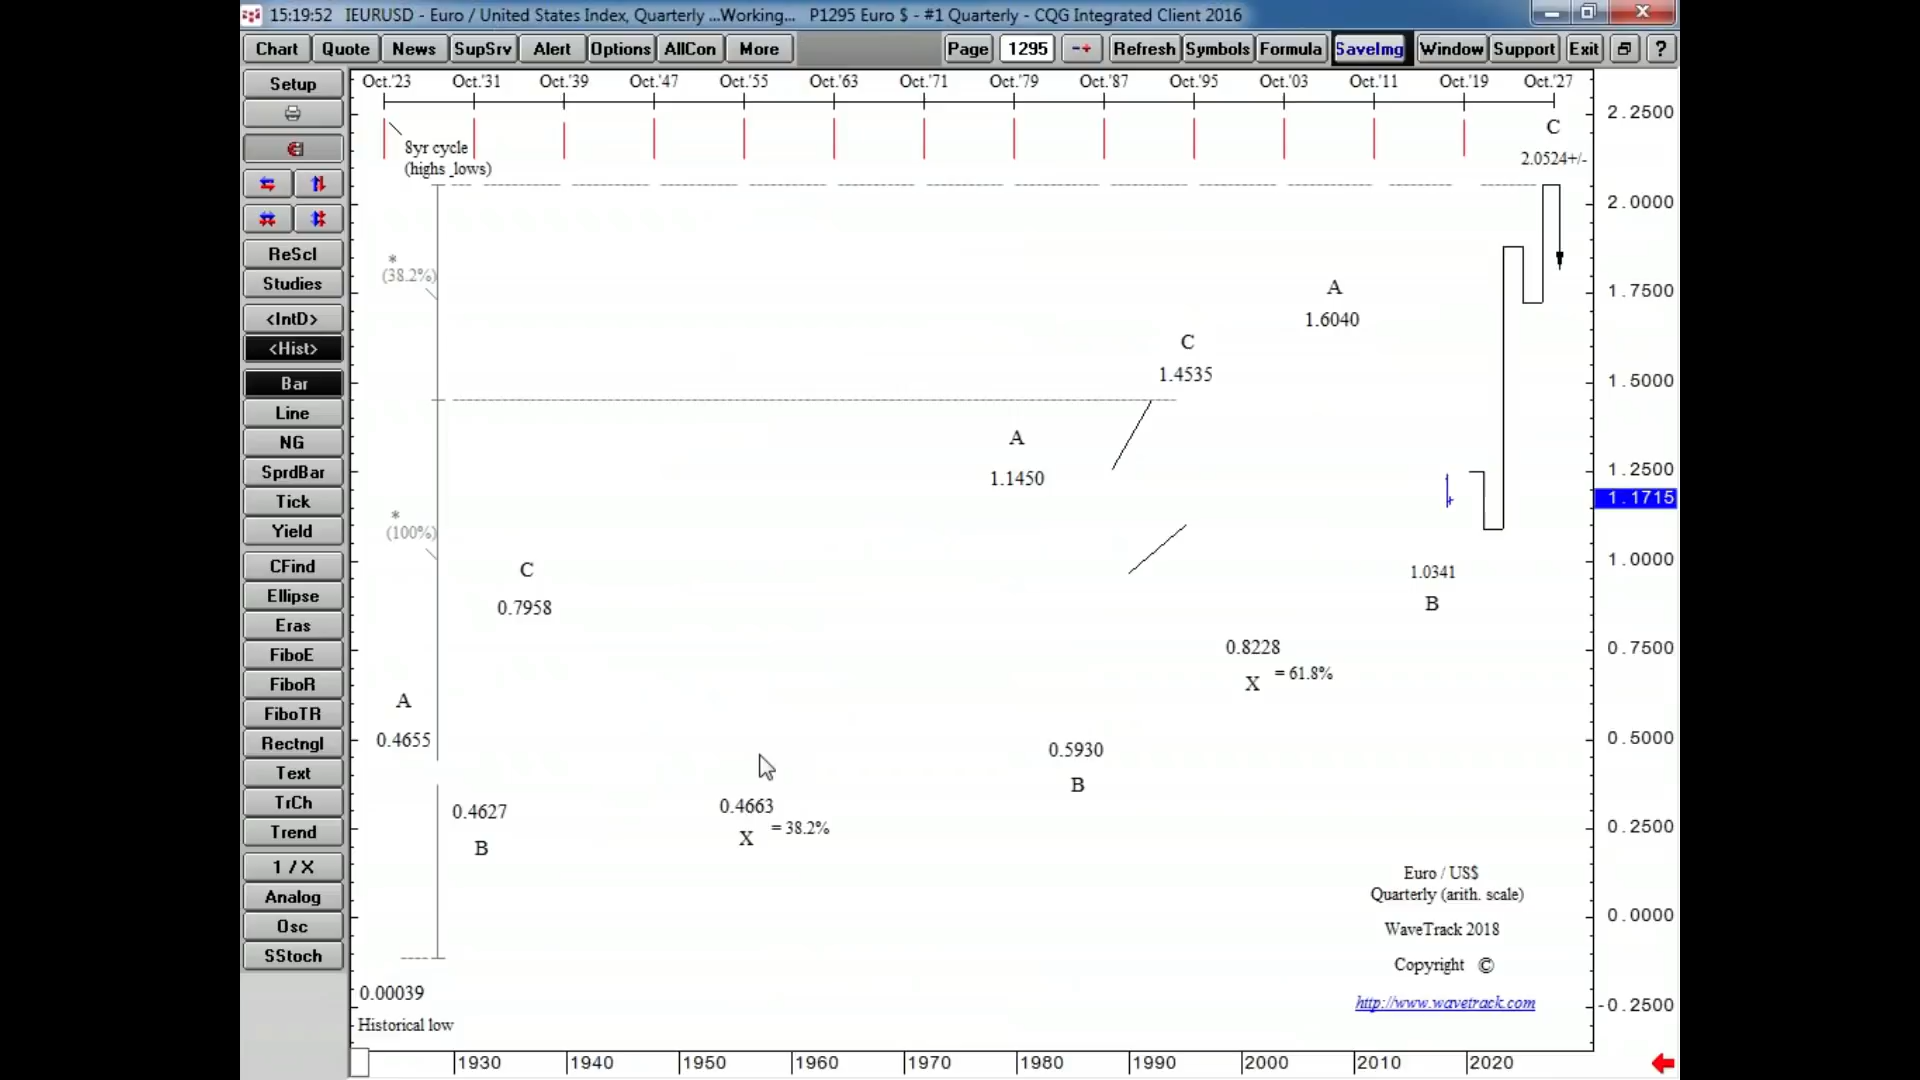 15:19:52 IEURUSD - Euro / United States Index, Quarterly ...Working... P1295 Euro $ - #1 Quarterly - CQG Integrated Client 2016
Chart Quote News SupSrv Alert Options AllCon More Page 1295 -+ Refresh Symbols Formula SaveImg Window Support Exit ?
Setup
ReScl
Studies
<IntD>
<Hist>
Bar
Line
NG
SprdBar
Tick
Yield
CFind
Ellipse
Eras
FiboE
FiboR
FiboTR
Rectngl
Text
TrCh
Trend
1 / X
Analog
Osc
SStoch
Oct.'23 Oct.'31 Oct.'39 Oct.'47 Oct.'55 Oct.'63 Oct.'71 Oct.'79 Oct.'87 Oct.'95 Oct.'03 Oct.'11 Oct.'19 Oct.'27
8yr cycle
(highs_lows)
C
2.0524+/-
*
(38.2%)
A
1.6040
C
1.4535
A
1.1450
*
(100%)
C
0.7958
1.0341
B
0.8228
X = 61.8%
A
0.4655
0.5930
B
0.4627
B
0.4663
X = 38.2%
Euro / US$
Quarterly (arith. scale)
WaveTrack 2018
Copyright ©
http://www.wavetrack.com
0.00039
Historical low
2.2500
2.0000
1.7500
1.5000
1.2500
1.1715
1.0000
0.7500
0.5000
0.2500
0.0000
-0.2500
1930 1940 1950 1960 1970 1980 1990 2000 2010 2020